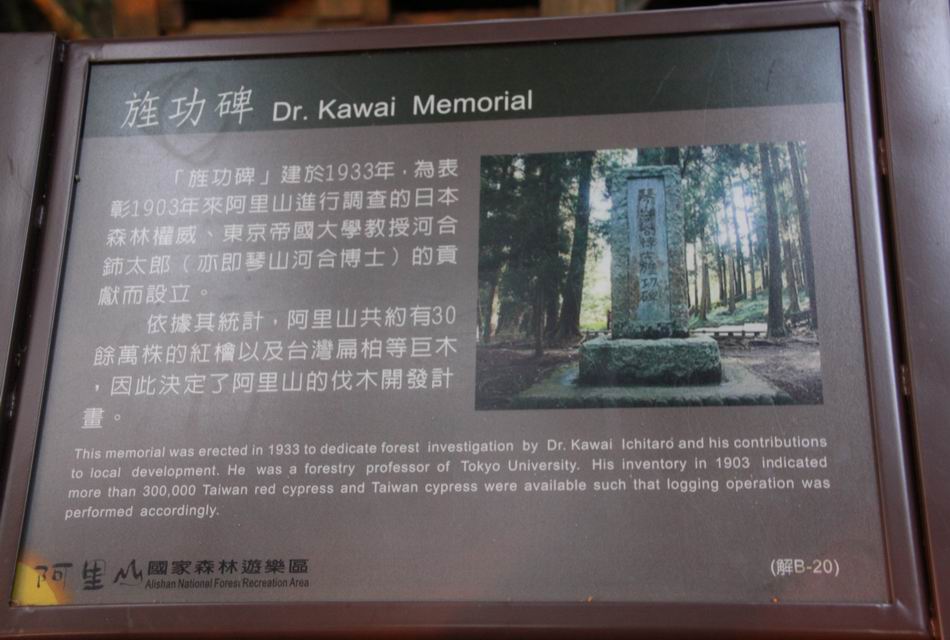 旌功碑 Dr. Kawai Memorial
「旌功碑」建於1933年，為表
彰1903年來阿里山進行調查的日本
森林權威、東京帝國大學教授河合
鈰太郎（亦即琴山河合博士）的貢
獻而設立。
依據其統計，阿里山共約有30
餘萬株的紅檜以及台灣扁柏等巨木
，因此決定了阿里山的伐木開發計
畫。
琴山河合博士旌功碑
This memorial was erected in 1933 to dedicate forest investigation by Dr. Kawai Ichitaro and his contributions
to local development. He was a forestry professor of Tokyo University. His inventory in 1903 indicated
more than 300,000 Taiwan red cypress and Taiwan cypress were available such that logging operation was
performed accordingly.
阿里山國家森林遊樂區
Alishan National Forest Recreation Area
(解B-20)